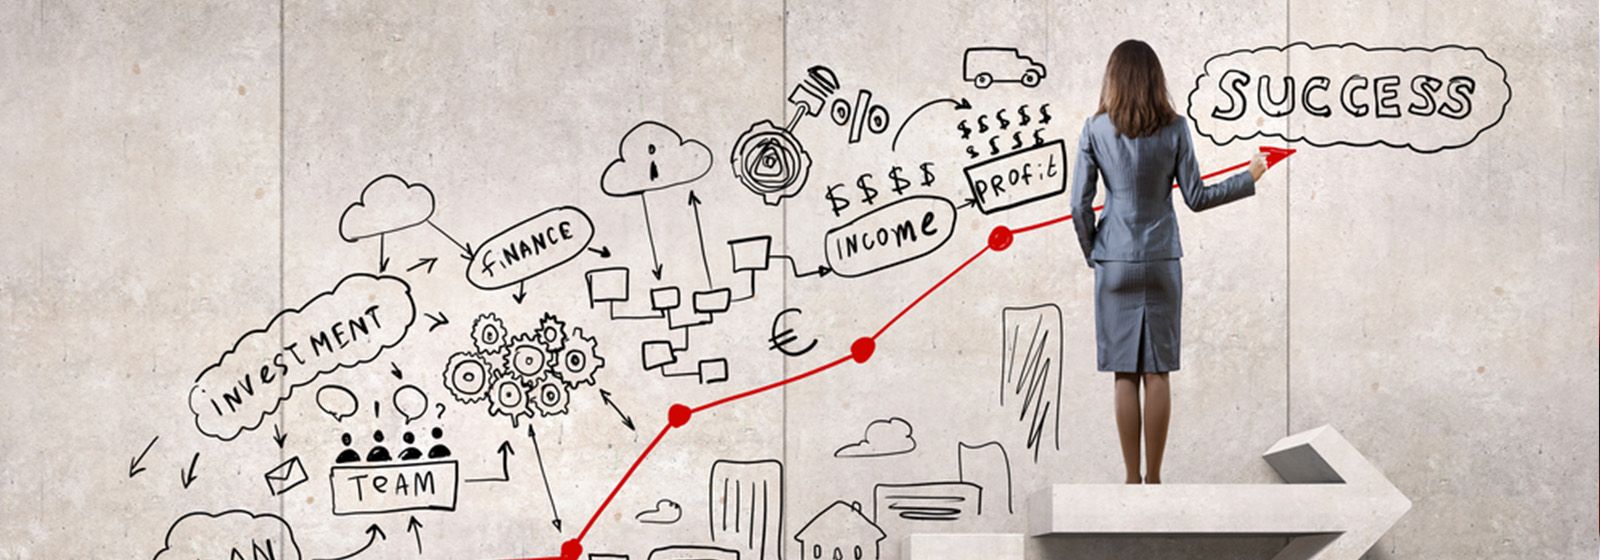 SUCCESS
%
$ $ $ $ $
$ $ $ $
PROFIT
$ $ $ $
INCOME
FINANCE
€
INVESTMENT
! ?
TEAM